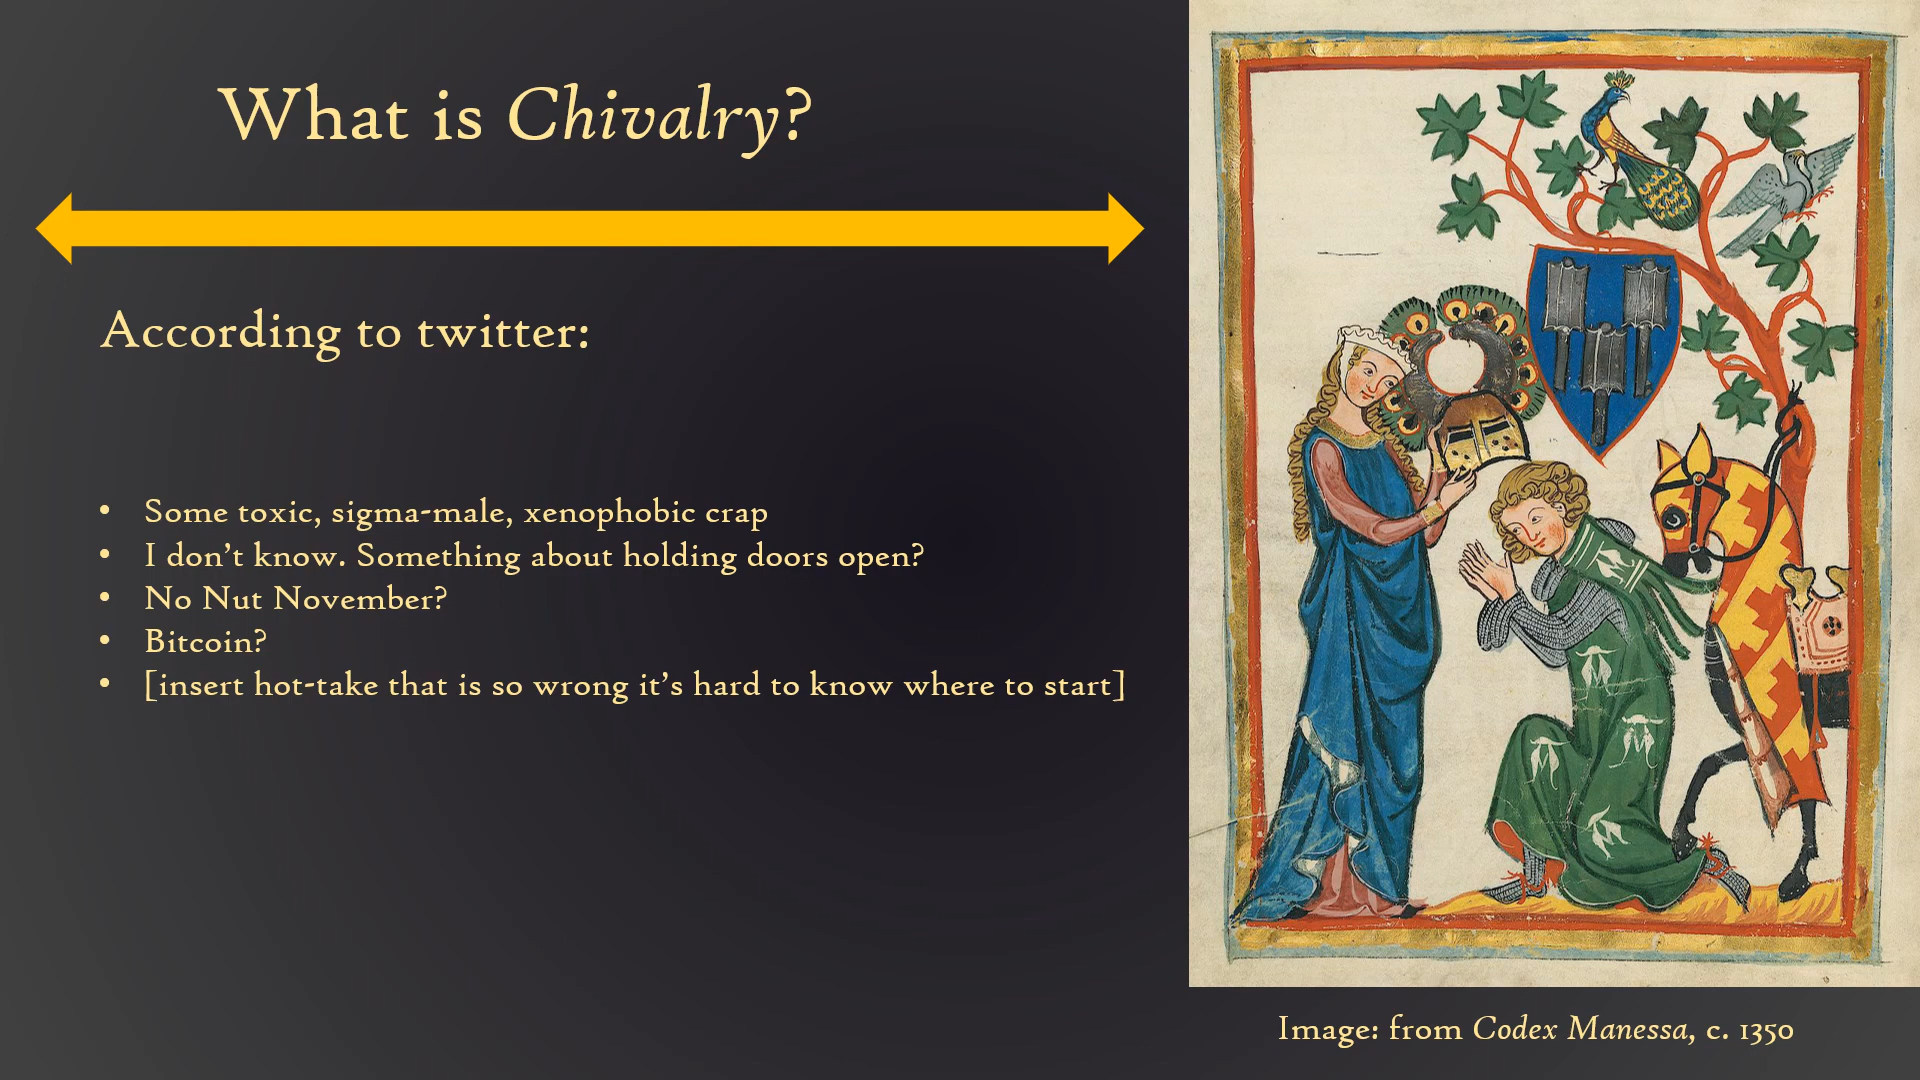 What is Chivalry?
According to twitter:
• Some toxic, sigma-male, xenophobic crap
• I don’t know. Something about holding doors open?
• No Nut November?
• Bitcoin?
• [insert hot-take that is so wrong it’s hard to know where to start]
Image: from Codex Manessa, c. 1350